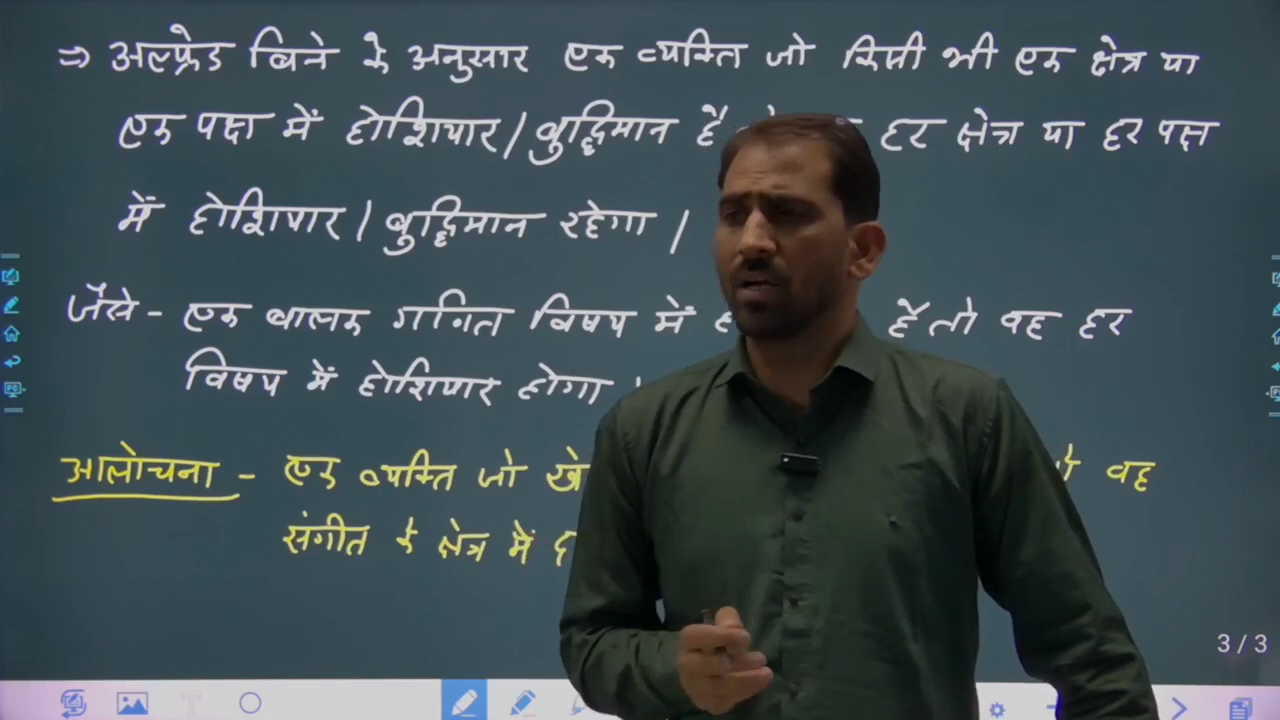 ⇒ अल्फ्रेड बिने के अनुसार एक व्यक्ति जो किसी भी एक क्षेत्र या
एक पक्ष में होशियार / बुद्धिमान है हर क्षेत्र या हर पक्ष
में होशियार / बुद्धिमान रहेगा |
जैसे - एक बालक गणित विषय में है तो वह हर
विषय में होशियार होगा
आलोचना - एक व्यक्ति जो वह
संगीत के क्षेत्र में
3 / 3